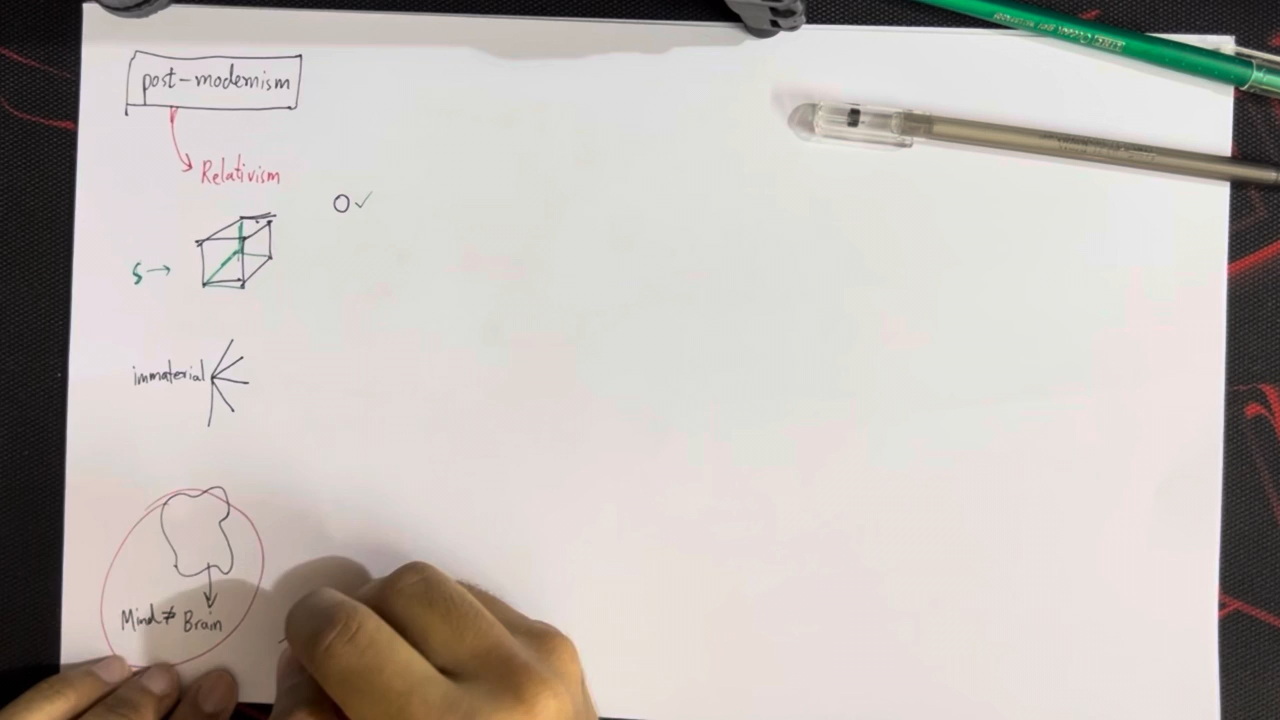 post-modernism
Relativism
O✓
S→
immaterial
Mind ≠ Brain